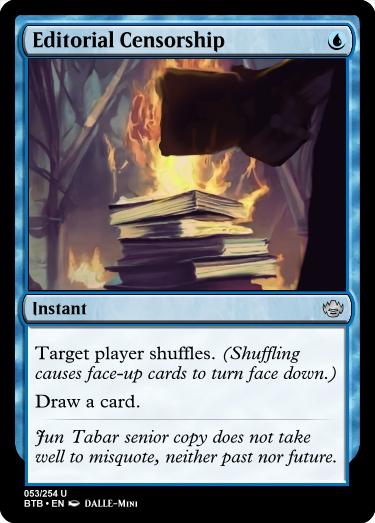 Editorial Censorship
Instant
Target player shuffles. (Shuffling
causes face-up cards to turn face down.)
Draw a card.
Jun Tabar senior copy does not take
well to misquote, neither past nor future.
053/254 U
BTB • EN DALLE-Mini